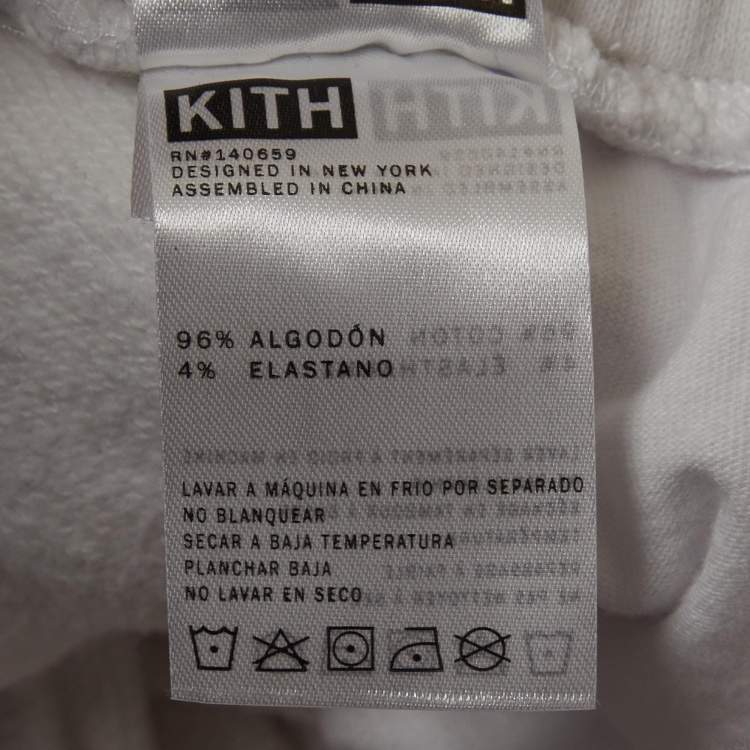 KITH
RN#140659
DESIGNED IN NEW YORK
ASSEMBLED IN CHINA
96% ALGODÓN
4% ELASTANO
LAVAR A MÁQUINA EN FRIO POR SEPARADO
NO BLANQUEAR
SECAR A BAJA TEMPERATURA
PLANCHAR BAJA
NO LAVAR EN SECO